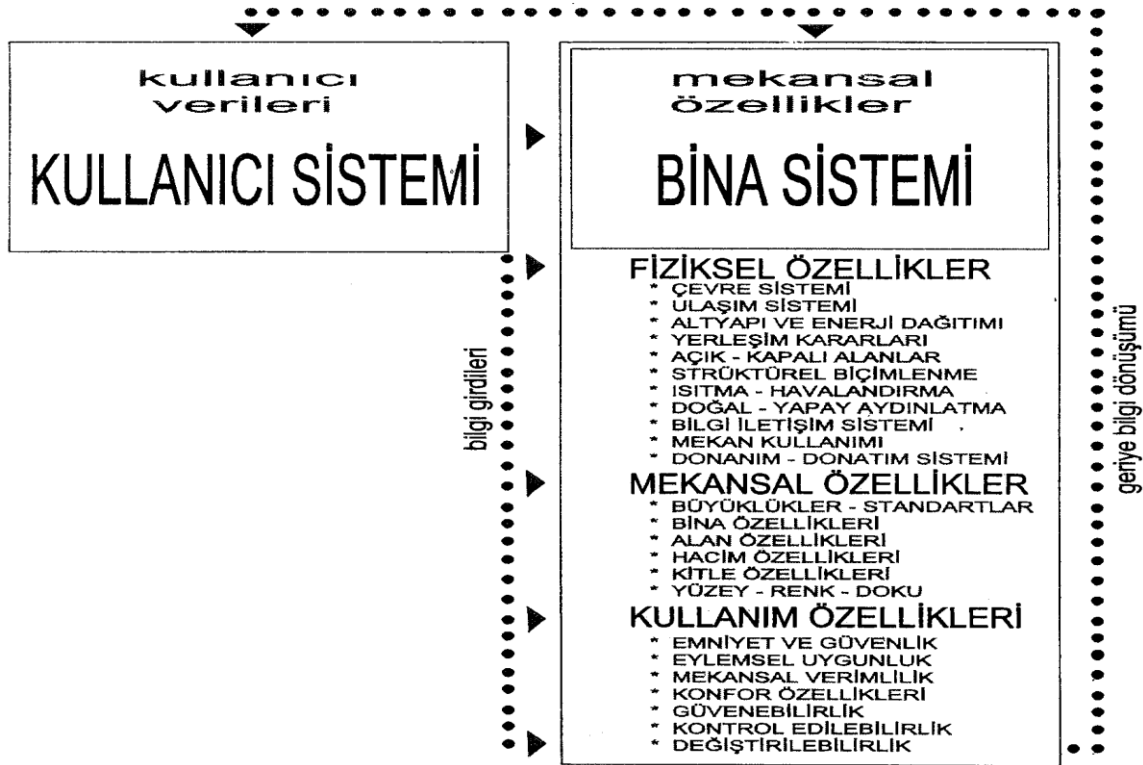 kullanıcı
verileri
KULLANICI SİSTEMİ
mekansal
özellikler
BİNA SİSTEMİ
bilgi girdileri
FİZİKSEL ÖZELLİKLER
* ÇEVRE SİSTEMİ
* ULAŞIM SİSTEMİ
* ALTYAPI VE ENERJİ DAĞITIMI
* YERLEŞİM KARARLARI
* AÇIK - KAPALI ALANLAR
* STRÜKTÜREL BİÇİMLENME
* ISITMA - HAVALANDIRMA
* DOĞAL - YAPAY AYDINLATMA
* BİLGİ İLETİŞİM SİSTEMİ
* MEKAN KULLANIMI
* DONANIM - DONATIM SİSTEMİ
MEKANSAL ÖZELLİKLER
* BÜYÜKLÜKLER - STANDARTLAR
* BİNA ÖZELLİKLERİ
* ALAN ÖZELLİKLERİ
* HACİM ÖZELLİKLERİ
* KİTLE ÖZELLİKLERİ
* YÜZEY - RENK - DOKU
KULLANIM ÖZELLİKLERİ
* EMNİYET VE GÜVENLİK
* EYLEMSEL UYGUNLUK
* MEKANSAL VERİMLİLİK
* KONFOR ÖZELLİKLERİ
* GÜVENEBİLİRLİK
* KONTROL EDİLEBİLİRLİK
* DEĞİŞTİRİLEBİLİRLİK
geriye bilgi dönüşümü